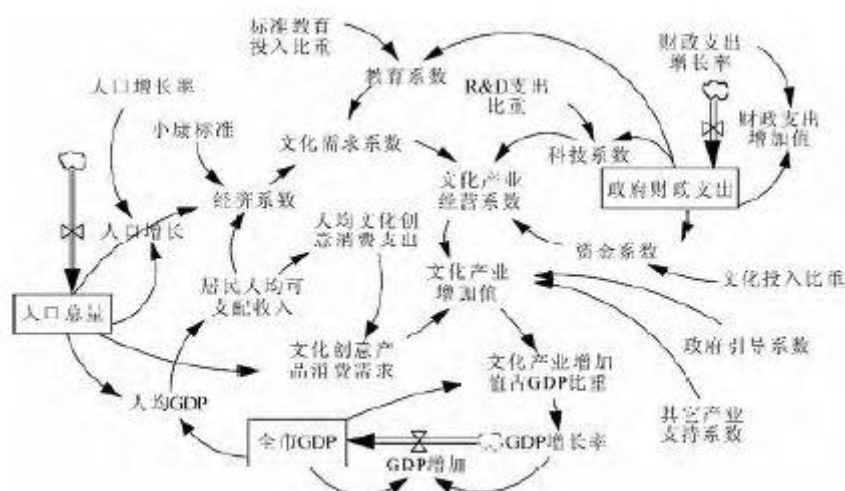 标准教育
投入比重
财政支出
增长率
人口增长率
教育系数
R&D支出
比重
小康标准
文化需求系数
科技系数
财政支出
增加值
经济系数
文化产业
经营系数
政府财政支出
人口增长
人均文化创
意消费支出
资金系数
文化产业
增加值
文化投入比重
居民人均可
支配收入
人口总量
政府引导系数
文化创意产
品消费需求
文化产业增加
值占GDP比重
人均GDP
其它产业
支持系数
全市GDP
GDP增长率
GDP增加